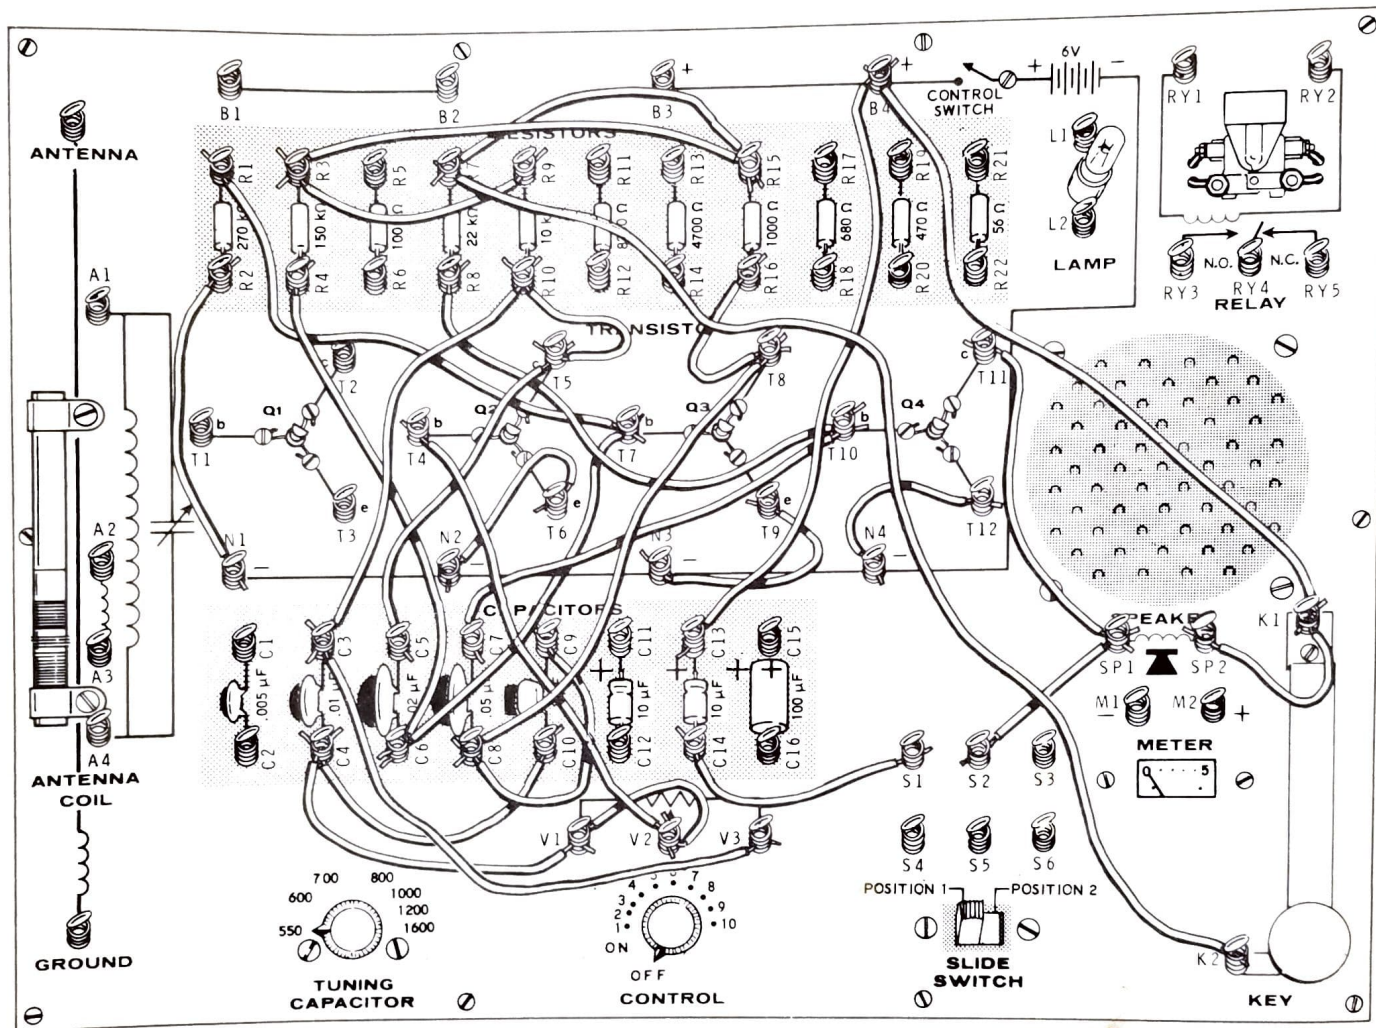 6V
+ −
B1 B2 B3 + B4 +
CONTROL
SWITCH
RY1 RY2
L1
L2
LAMP
N.O. N.C.
RY3 RY4 RY5
RELAY
ANTENNA
RESISTORS
R1 R3 R5 R7 R9 R11 R13 R15 R17 R19 R21
270 kΩ 150 kΩ 22 kΩ 4700 Ω 1000 Ω 680 Ω 470 Ω 56 Ω
R2 R4 R6 R8 R10 R12 R14 R16 R18 R20 R22
A1
c T2 c T5 T8 c T11
b Q1 b Q2 b Q3 b Q4
T1 T4 T7 T10
e e e
T3 T6 T9 T12
A2
N1 − N2 − N3 − N4 −
A3
CAPACITORS
C1 C3 C5 C7 C9 C11 C13 C15
+ + + +
.005 µF .01 µF .02 µF 10 µF 10 µF 100 µF
C2 C4 C6 C8 C10 C12 C14 C16
A4
ANTENNA
COIL
K1
SP1 SP2
M1 M2
− +
METER
0 5
S1 S2 S3
V1 V2 V3
S4 S5 S6
POSITION 1 POSITION 2
SLIDE
SWITCH
550 600 700 800 1000 1200 1600
TUNING
CAPACITOR
ON 1 2 3 4 7 8 9 10
OFF
CONTROL
GROUND
K2
KEY